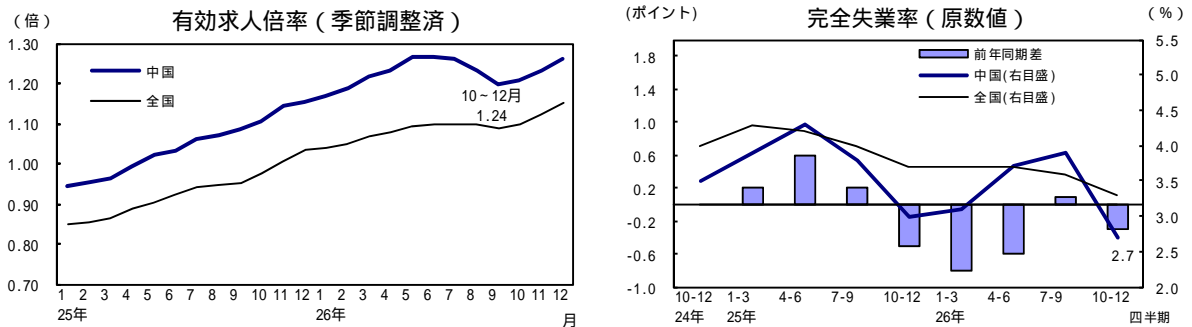 有効求人倍率(季節調整済)
(倍)
1.30
1.20
1.10
1.00
0.90
0.80
0.70
中国
全国
10~12月
1.24
1 2 3 4 5 6 7 8 9 10 11 12 1 2 3 4 5 6 7 8 9 10 11 12
25年 26年 月
完全失業率(原数値)
(ポイント) (%)
1.8
1.4
1.0
0.6
0.2
-0.2
-0.6
-1.0
前年同期差
中国(右目盛)
全国(右目盛)
5.5
5.0
4.5
4.0
3.5
3.0
2.5
2.0
2.7
10-12 1-3 4-6 7-9 10-12 1-3 4-6 7-9 10-12
24年 25年 26年 四半期